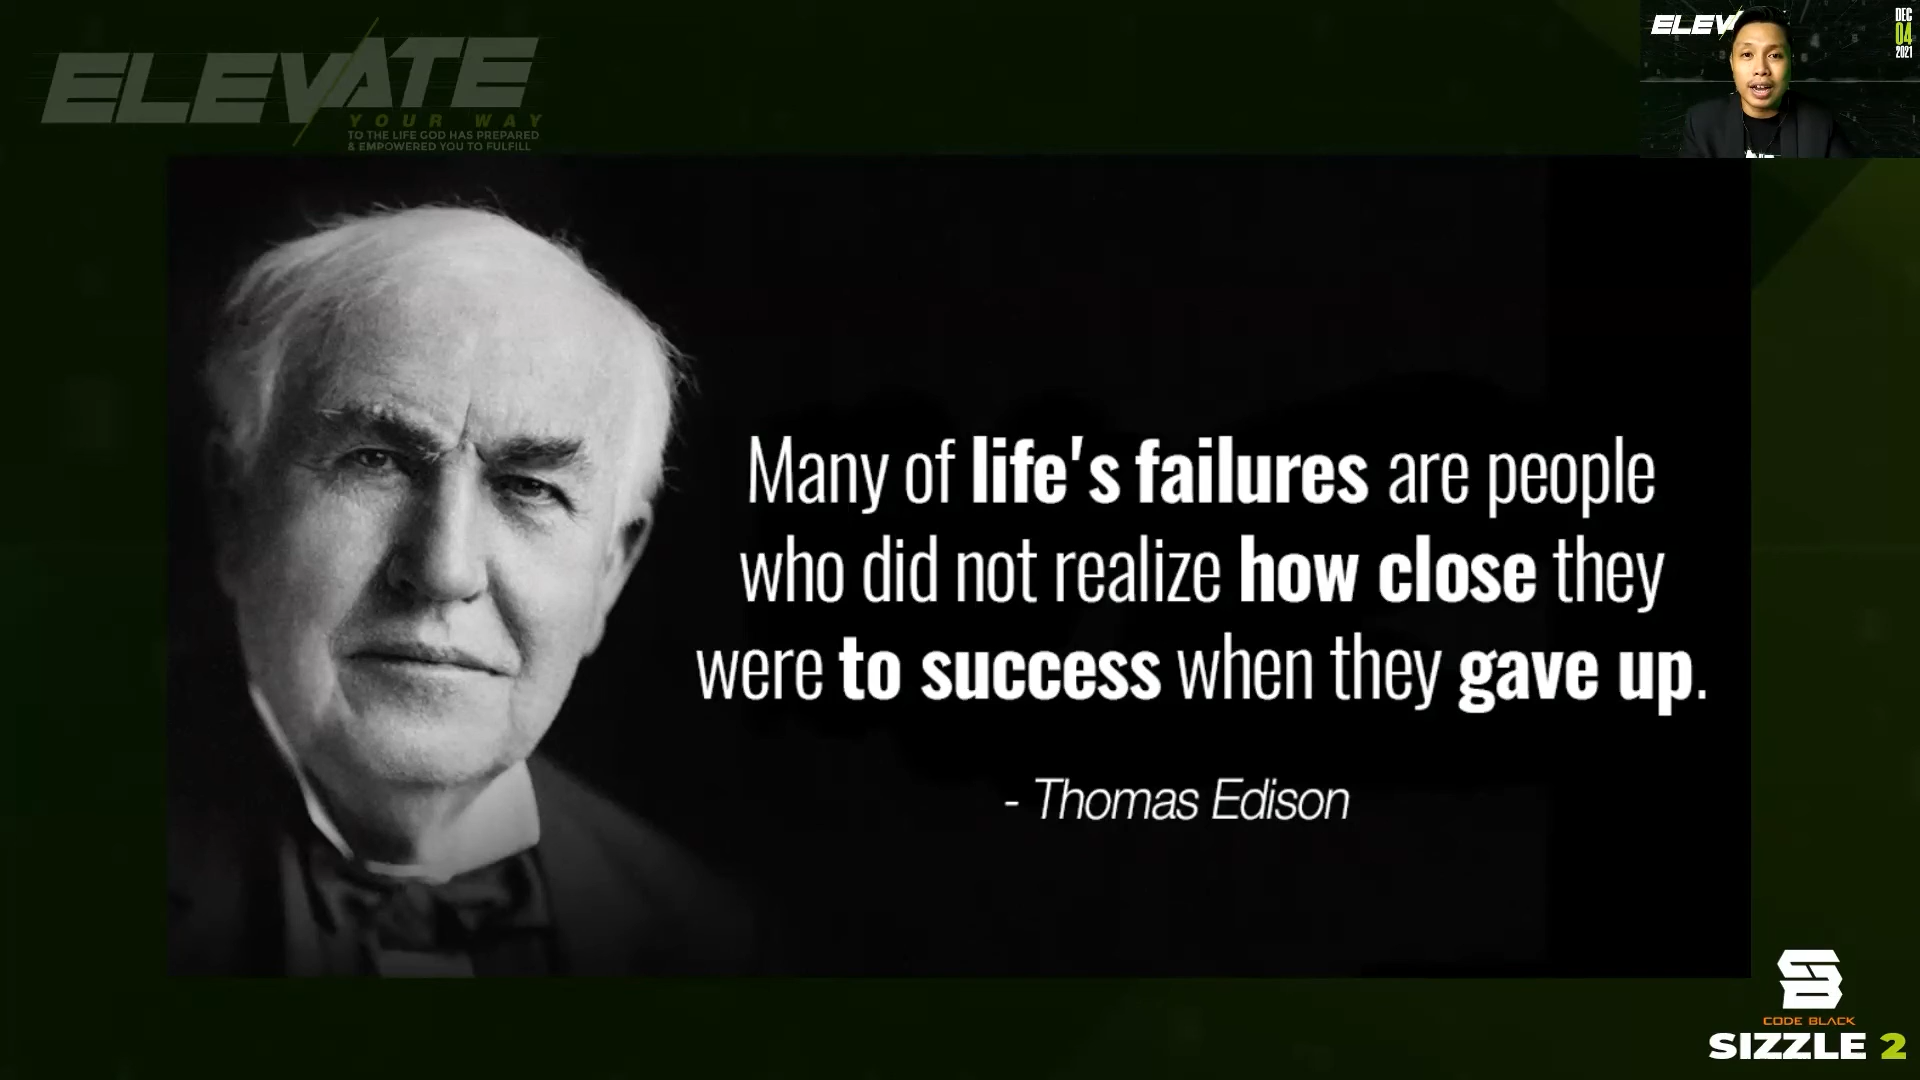 ELEVATE
YOUR WAY
TO THE LIFE GOD HAS PREPARED
& EMPOWERED YOU TO FULFILL
ELEV
DEC
04
2021
Many of life's failures are people
who did not realize how close they
were to success when they gave up.
- Thomas Edison
CODE BLACK
SIZZLE 2